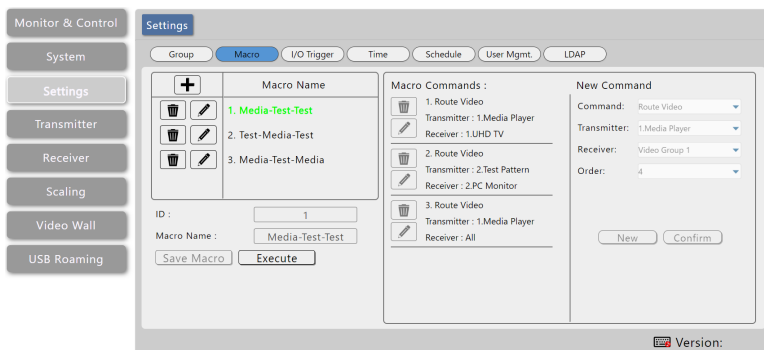 Monitor & Control
System
Settings
Transmitter
Receiver
Scaling
Video Wall
USB Roaming
Settings
Group
Macro
I/O Trigger
Time
Schedule
User Mgmt.
LDAP
Macro Name
1. Media-Test-Test
2. Test-Media-Test
3. Media-Test-Media
ID :
1
Macro Name :
Media-Test-Test
Save Macro
Execute
Macro Commands :
1. Route Video
Transmitter : 1.Media Player
Receiver : 1.UHD TV
2. Route Video
Transmitter : 2.Test Pattern
Receiver : 2.PC Monitor
3. Route Video
Transmitter : 1.Media Player
Receiver : All
New Command
Command:
Route Video
Transmitter:
1.Media Player
Receiver:
Video Group 1
Order:
4
New
Confirm
Version: